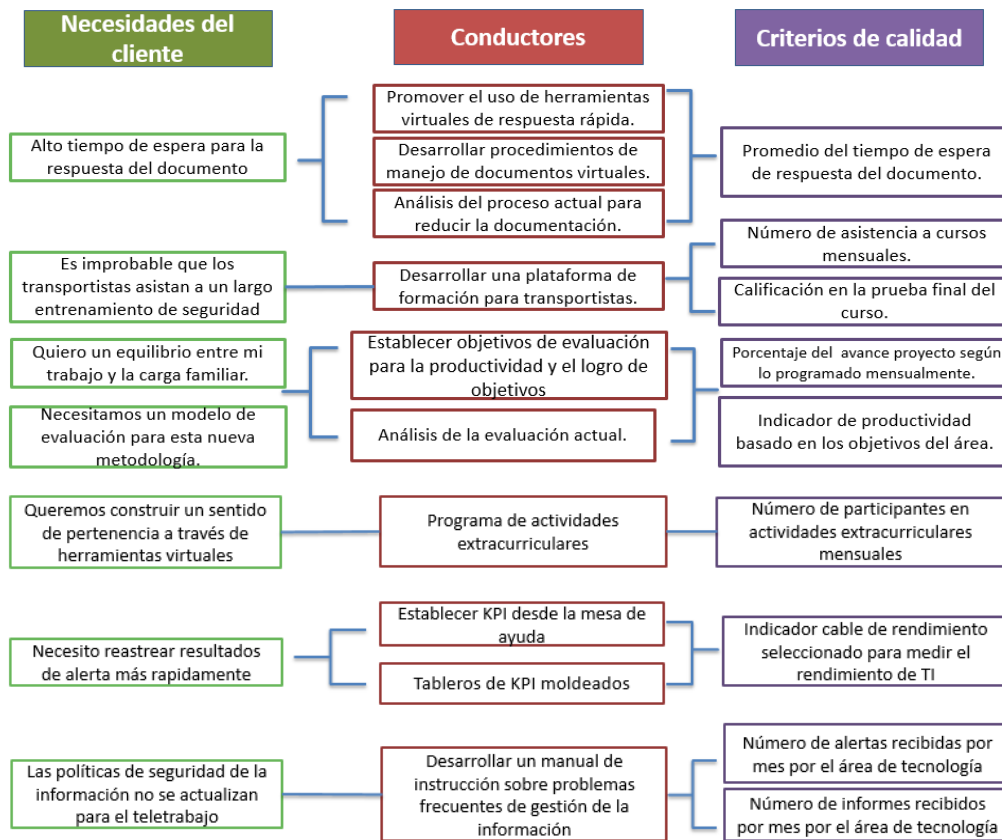 Necesidades del
cliente
Conductores
Criterios de calidad
Alto tiempo de espera para la
respuesta del documento
Promover el uso de herramientas
virtuales de respuesta rápida.
Desarrollar procedimientos de
manejo de documentos virtuales.
Análisis del proceso actual para
reducir la documentación.
Promedio del tiempo de espera
de respuesta del documento.
Es improbable que los
transportistas asistan a un largo
entrenamiento de seguridad
Desarrollar una plataforma de
formación para transportistas.
Número de asistencia a cursos
mensuales.
Calificación en la prueba final del
curso.
Quiero un equilibrio entre mi
trabajo y la carga familiar.
Necesitamos un modelo de
evaluación para esta nueva
metodología.
Establecer objetivos de evaluación
para la productividad y el logro de
objetivos
Análisis de la evaluación actual.
Porcentaje del avance proyecto según
lo programado mensualmente.
Indicador de productividad
basado en los objetivos del área.
Queremos construir un sentido
de pertenencia a través de
herramientas virtuales
Programa de actividades
extracurriculares
Número de participantes en
actividades extracurriculares
mensuales
Necesito reastrear resultados
de alerta más rapidamente
Establecer KPI desde la mesa de
ayuda
Tableros de KPI moldeados
Indicador cable de rendimiento
seleccionado para medir el
rendimiento de TI
Las políticas de seguridad de la
información no se actualizan
para el teletrabajo
Desarrollar un manual de
instrucción sobre problemas
frecuentes de gestión de la
información
Número de alertas recibidas por
mes por el área de tecnología
Número de informes recibidos
por mes por el área de tecnología